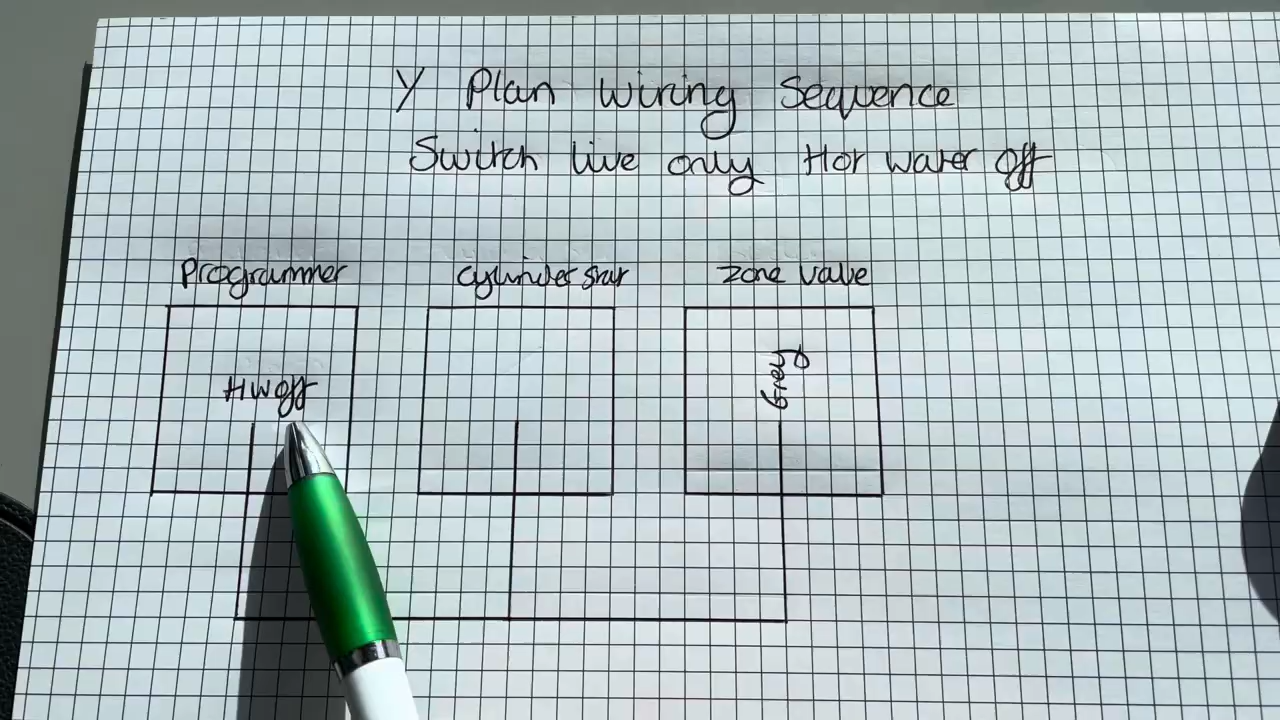 Y Plan Wiring Sequence
Switch live only Hot water off
Programmer
Cylinder stat
Zone Valve
HW off
Grey